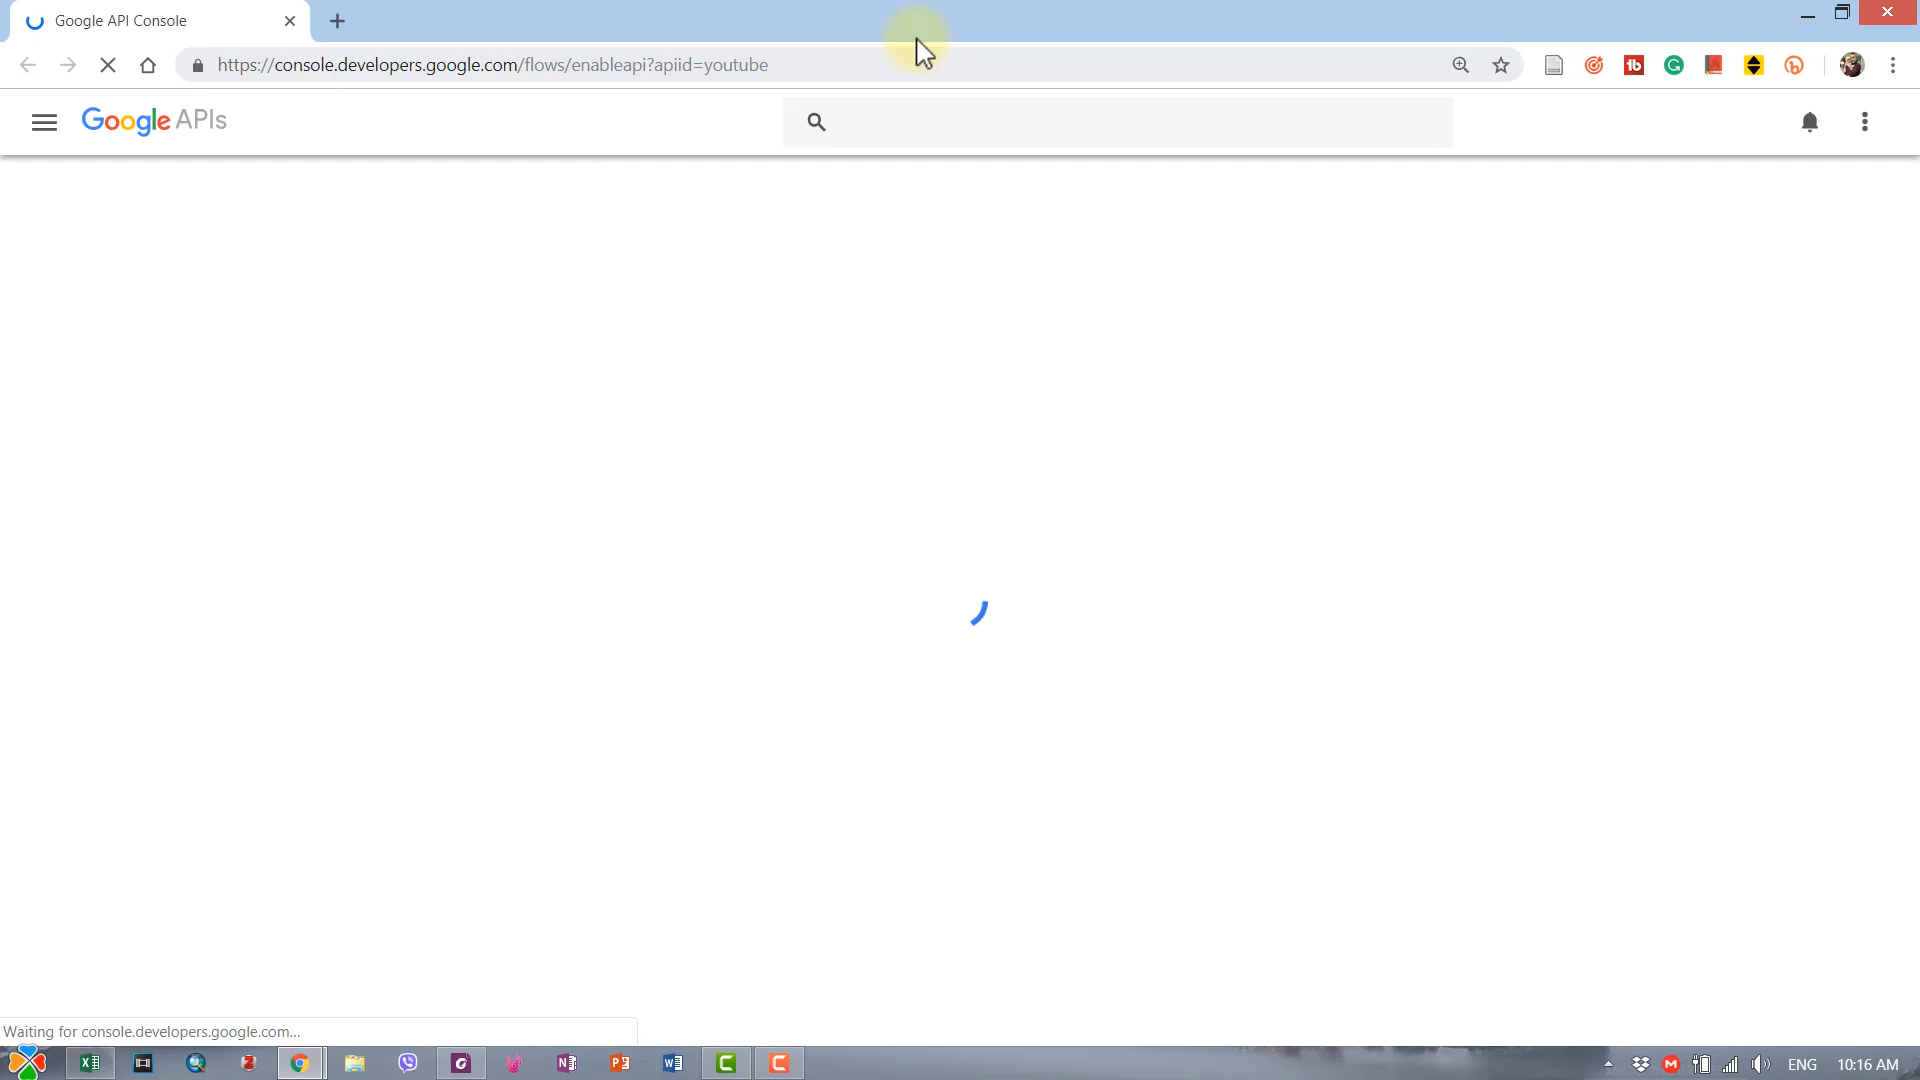 Google API Console
https://console.developers.google.com/flows/enableapi?apiid=youtube
Google APIs
Waiting for console.developers.google.com...
ENG
10:16 AM